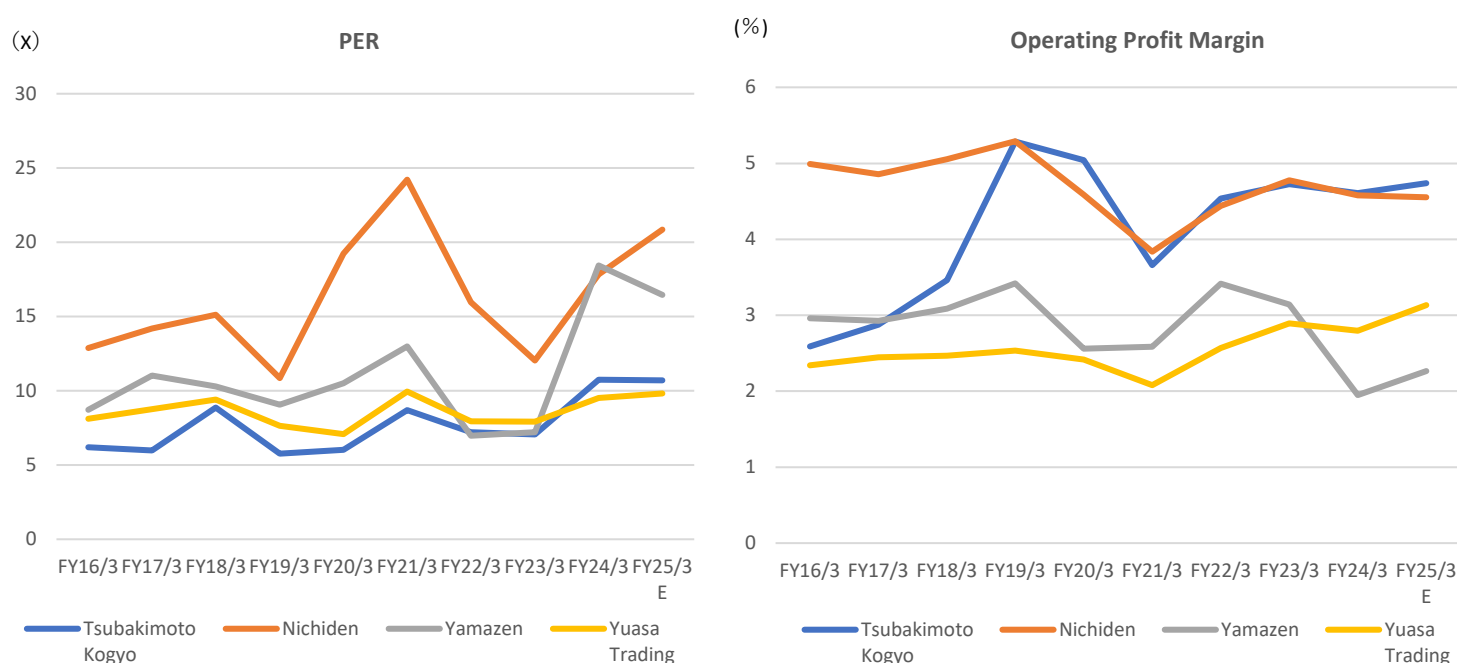 (x)
PER
30
25
20
15
10
5
0
FY16/3 FY17/3 FY18/3 FY19/3 FY20/3 FY21/3 FY22/3 FY23/3 FY24/3 FY25/3
E
Tsubakimoto Kogyo
Nichiden
Yamazen
Yuasa Trading
(%)
Operating Profit Margin
6
5
4
3
2
1
0
FY16/3 FY17/3 FY18/3 FY19/3 FY20/3 FY21/3 FY22/3 FY23/3 FY24/3 FY25/3
E
Tsubakimoto Kogyo
Nichiden
Yamazen
Yuasa Trading